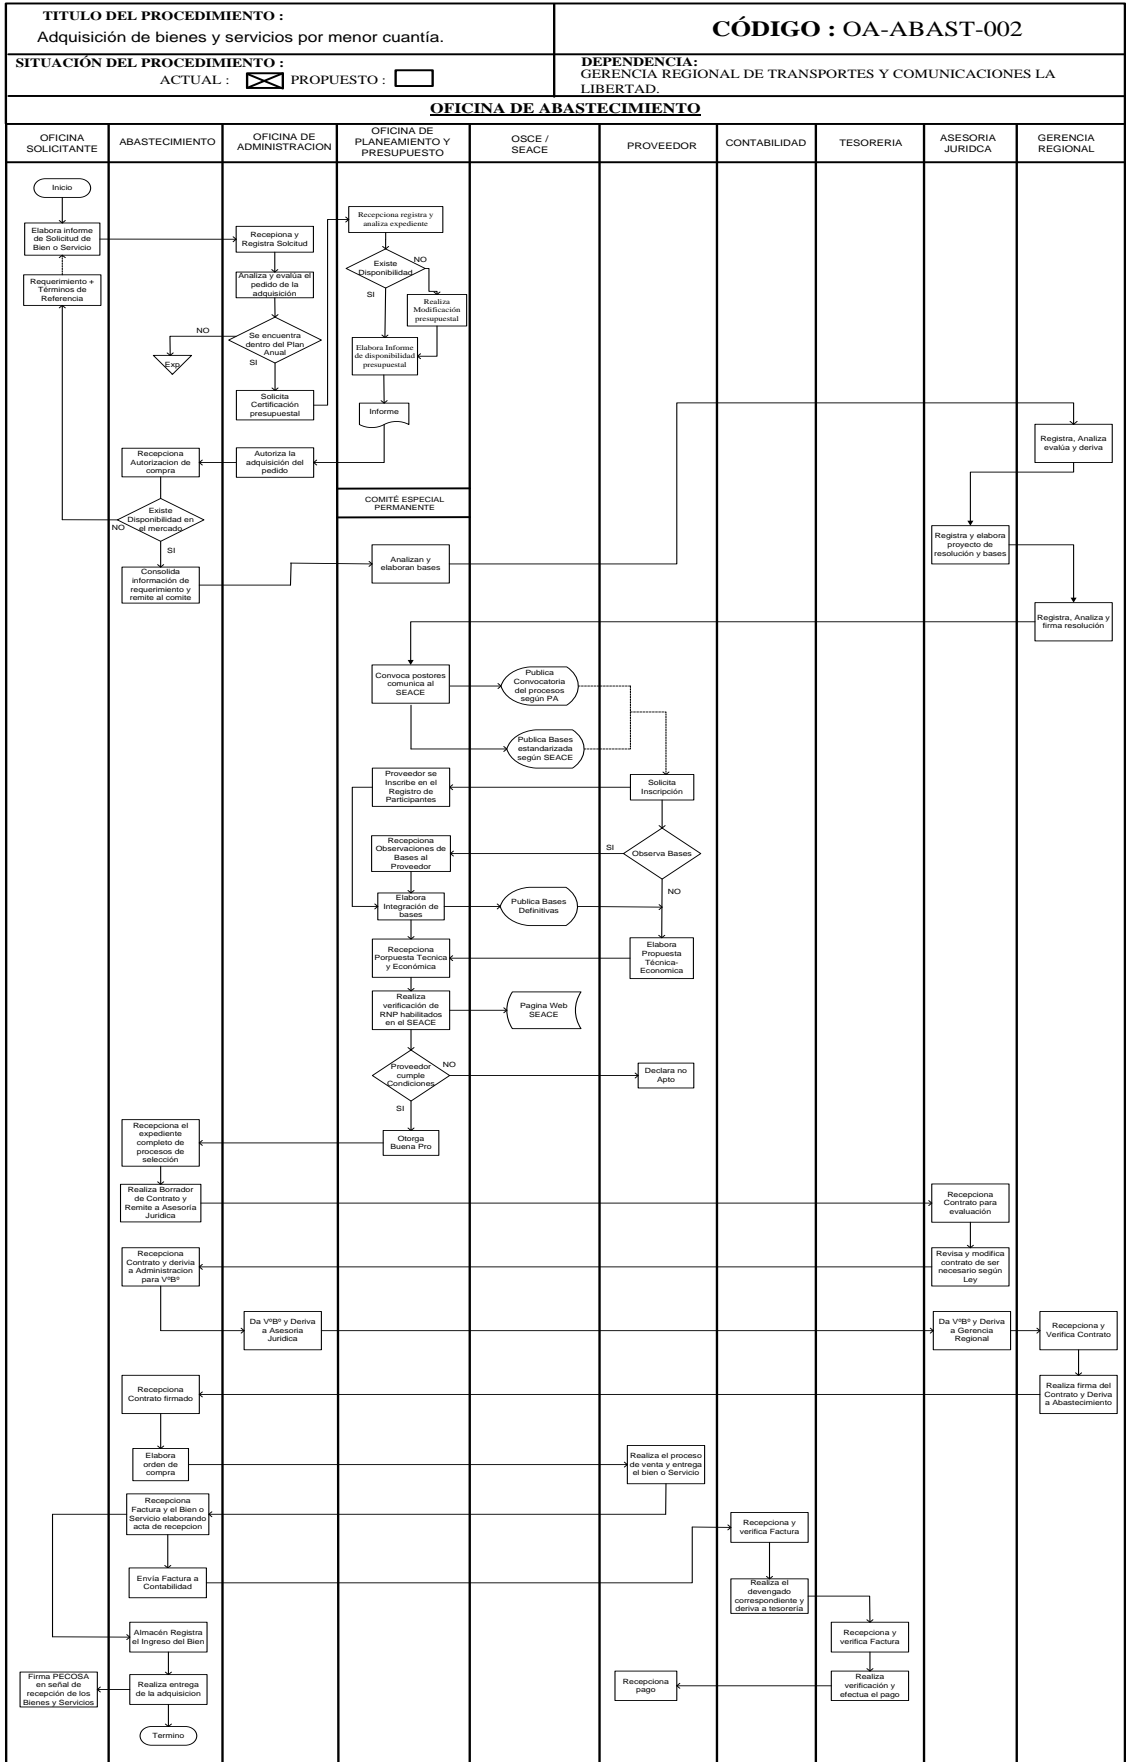 TITULO DEL PROCEDIMIENTO :
Adquisición de bienes y servicios por menor cuantía.
CÓDIGO : OA-ABAST-002
SITUACIÓN DEL PROCEDIMIENTO :
ACTUAL :
PROPUESTO :
DEPENDENCIA:
GERENCIA REGIONAL DE TRANSPORTES Y COMUNICACIONES LA
LIBERTAD.
OFICINA DE ABASTECIMIENTO
OFICINA
SOLICITANTE
ABASTECIMIENTO
OFICINA DE
ADMINISTRACION
OFICINA DE
PLANEAMIENTO Y
PRESUPUESTO
OSCE /
SEACE
PROVEEDOR
CONTABILIDAD
TESORERIA
ASESORIA
JURIDCA
GERENCIA
REGIONAL
Inicio
Elabora informe
de Solicitud de
Bien o Servicio
Requerimiento +
Términos de
Referencia
Recepiona y
Registra Solcitud
Analiza y evalúa el
pedido de la
adquisición
NO
Se encuentra
dentro del Plan
Anual
SI
Exp
Solicita
Certificación
presupuestal
Recepciona registra y
analiza expediente
Existe
Disponibilidad
NO
SI
Realiza
Modificación
presupuestal
Elabora Informe
de disponibilidad
presupuestal
Informe
Autoriza la
adquisición del
pedido
Recepciona
Autorizacion de
compra
Existe
Disponibilidad en
el mercado
NO
SI
Consolida
información de
requerimiento y
remite al comite
COMITÉ ESPECIAL
PERMANENTE
Analizan y
elaboran bases
Registra, Analiza
evalúa y deriva
Registra y elabora
proyecto de
resolución y bases
Registra, Analiza y
firma resolución
Convoca postores
comunica al
SEACE
Publica
Convocatoria
del procesos
según PA
Publica Bases
estandarizada
según SEACE
Proveedor se
Inscribe en el
Registro de
Participantes
Solicita
Inscripción
Recepciona
Observaciones de
Bases al
Proveedor
SI
Observa Bases
NO
Elabora
Integración de
bases
Publica Bases
Definitivas
Recepciona
Porpuesta Tecnica
y Económica
Elabora
Propuesta
Técnica-
Economica
Realiza
verificación de
RNP habilitados
en el SEACE
Pagina Web
SEACE
Proveedor
cumple
Condiciones
NO
SI
Declara no
Apto
Otorga
Buena Pro
Recepciona el
expediente
completo de
procesos de
selección
Realiza Borrador
de Contrato y
Remite a Asesoría
Juridica
Recepciona
Contrato para
evaluación
Recepciona
Contrato y derivia
a Administracion
para VºBº
Revisa y modifica
contrato de ser
necesario según
Ley
Da VºBº y Deriva
a Asesoria
Juridica
Da VºBº y Deriva
a Gerencia
Regional
Recepciona y
Verifica Contrato
Recepciona
Contrato firmado
Realiza firma del
Contrato y Deriva
a Abastecimiento
Elabora
orden de
compra
Realiza el proceso
de venta y entrega
el bien o Servicio
Recepciona
Factura y el Bien o
Servicio elaborando
acta de recepcion
Recepciona y
verifica Factura
Envía Factura a
Contabilidad
Realiza el
devengado
correspondiente y
deriva a tesorería
Almacén Registra
el Ingreso del Bien
Recepciona y
verifica Factura
Firma PECOSA
en señal de
recepción de los
Bienes y Servicios
Realiza entrega
de la adquisicion
Recepciona
pago
Realiza
verificación y
efectua el pago
Termino